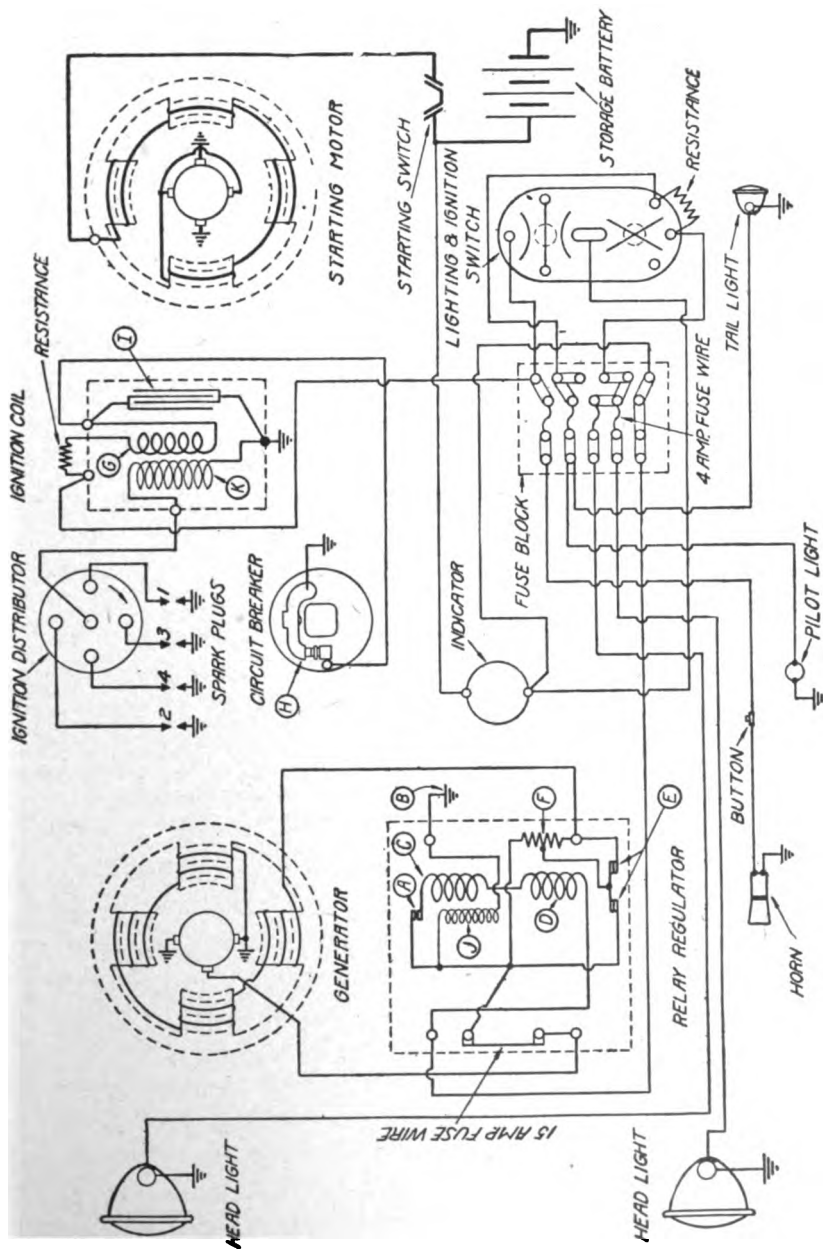 STARTING MOTOR
STARTING SWITCH
STORAGE BATTERY
LIGHTING & IGNITION
SWITCH
RESISTANCE
TAIL LIGHT
IGNITION COIL
RESISTANCE
I
G
K
4 AMP. FUSE WIRE
FUSE BLOCK
IGNITION DISTRIBUTOR
1
3
4
2
SPARK PLUGS
CIRCUIT BREAKER
H
INDICATOR
PILOT LIGHT
BUTTON
HORN
GENERATOR
A
C
B
J
D
F
E
RELAY REGULATOR
15 AMP FUSE WIRE
HEAD LIGHT
HEAD LIGHT